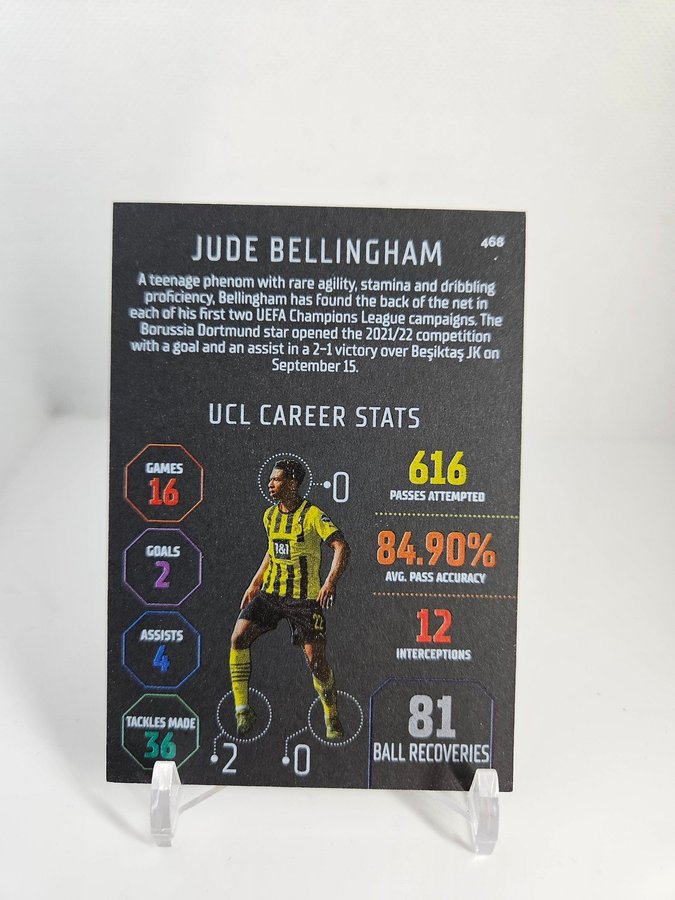 JUDE BELLINGHAM
468
A teenage phenom with rare agility, stamina and dribbling
proficiency, Bellingham has found the back of the net in
each of his first two UEFA Champions League campaigns. The
Borussia Dortmund star opened the 2021/22 competition
with a goal and an assist in a 2-1 victory over Beşiktaş JK on
September 15.
UCL CAREER STATS
GAMES
16
GOALS
2
ASSISTS
4
TACKLES MADE
36
0
1&1
22
2
0
616
PASSES ATTEMPTED
84.90%
AVG. PASS ACCURACY
12
INTERCEPTIONS
81
BALL RECOVERIES